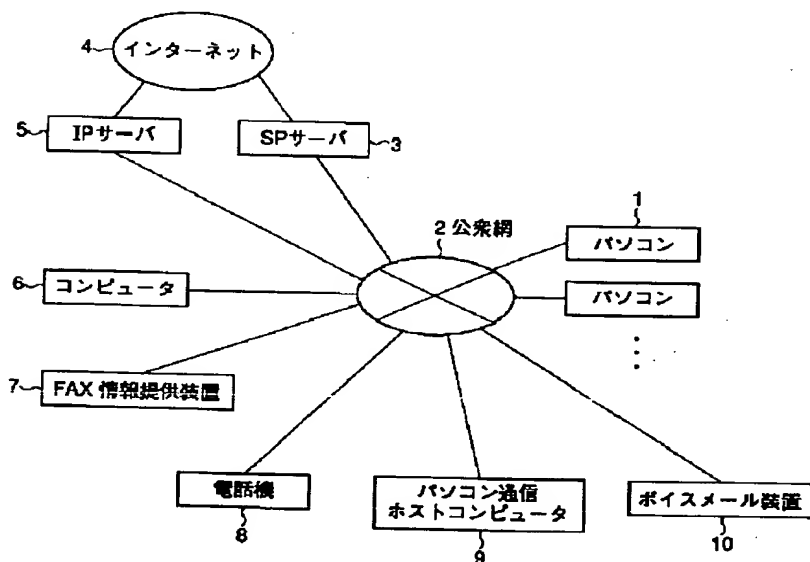 4 インターネット
5 IPサーバ
SPサーバ 3
1
2 公衆網
パソコン
6 コンピュータ
パソコン
7 FAX 情報提供装置
電話機
8
パソコン通信
ホストコンピュータ
9
ボイスメール装置
10